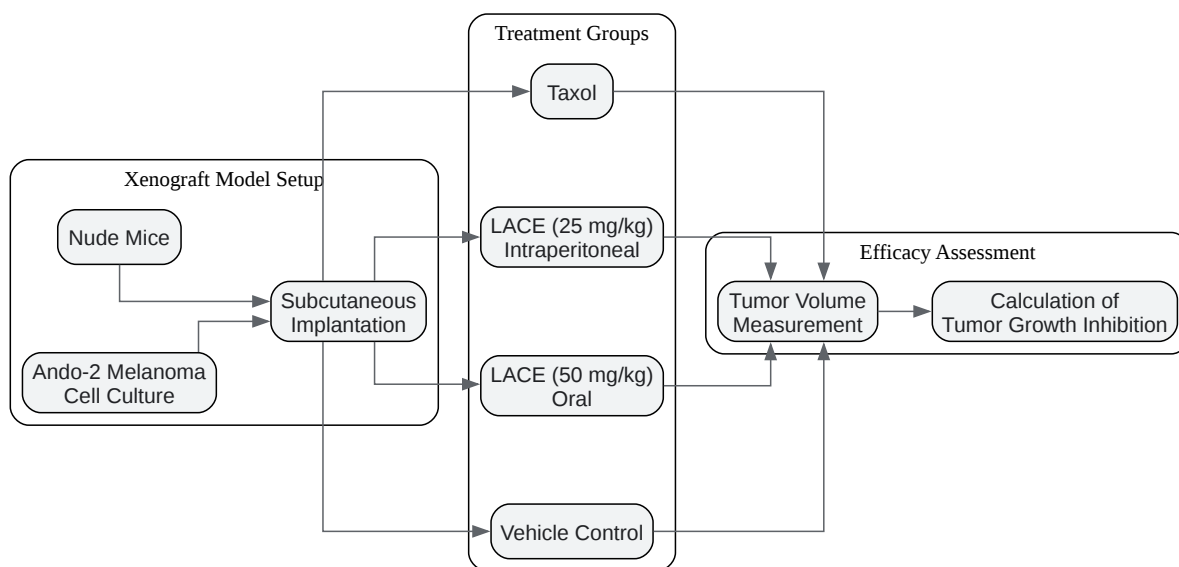 Xenograft Model Setup
Nude Mice
Ando-2 Melanoma
Cell Culture
Subcutaneous
Implantation
Treatment Groups
Taxol
LACE (25 mg/kg)
Intraperitoneal
LACE (50 mg/kg)
Oral
Vehicle Control
Efficacy Assessment
Tumor Volume
Measurement
Calculation of
Tumor Growth Inhibition